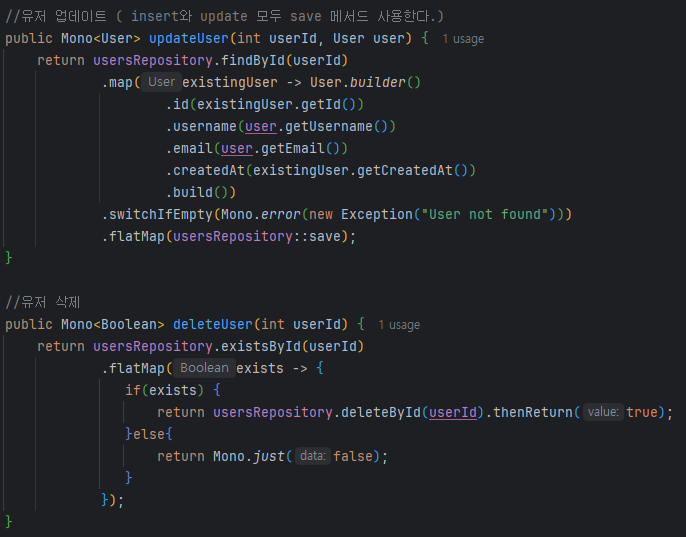 //유저 업데이트 ( insert와 update 모두 save 메서드 사용한다.)
public Mono<User> updateUser(int userId, User user) { 1 usage
    return usersRepository.findById(userId)
            .map( User existingUser -> User.builder()
                    .id(existingUser.getId())
                    .username(user.getUsername())
                    .email(user.getEmail())
                    .createdAt(existingUser.getCreatedAt())
                    .build())
            .switchIfEmpty(Mono.error(new Exception("User not found")))
            .flatMap(usersRepository::save);
}
//유저 삭제
public Mono<Boolean> deleteUser(int userId) { 1 usage
    return usersRepository.existsById(userId)
            .flatMap( Boolean exists -> {
               if(exists) {
                   return usersRepository.deleteById(userId).thenReturn( value: true);
               }else{
                   return Mono.just( data: false);
               }
            });
}